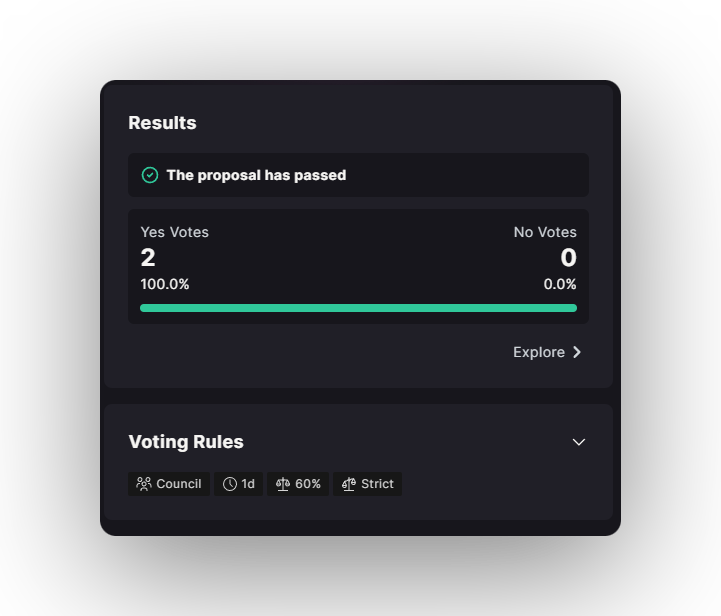 Results
The proposal has passed
Yes Votes No Votes
2 0
100.0% 0.0%
Explore
Voting Rules
Council 1d 60% Strict